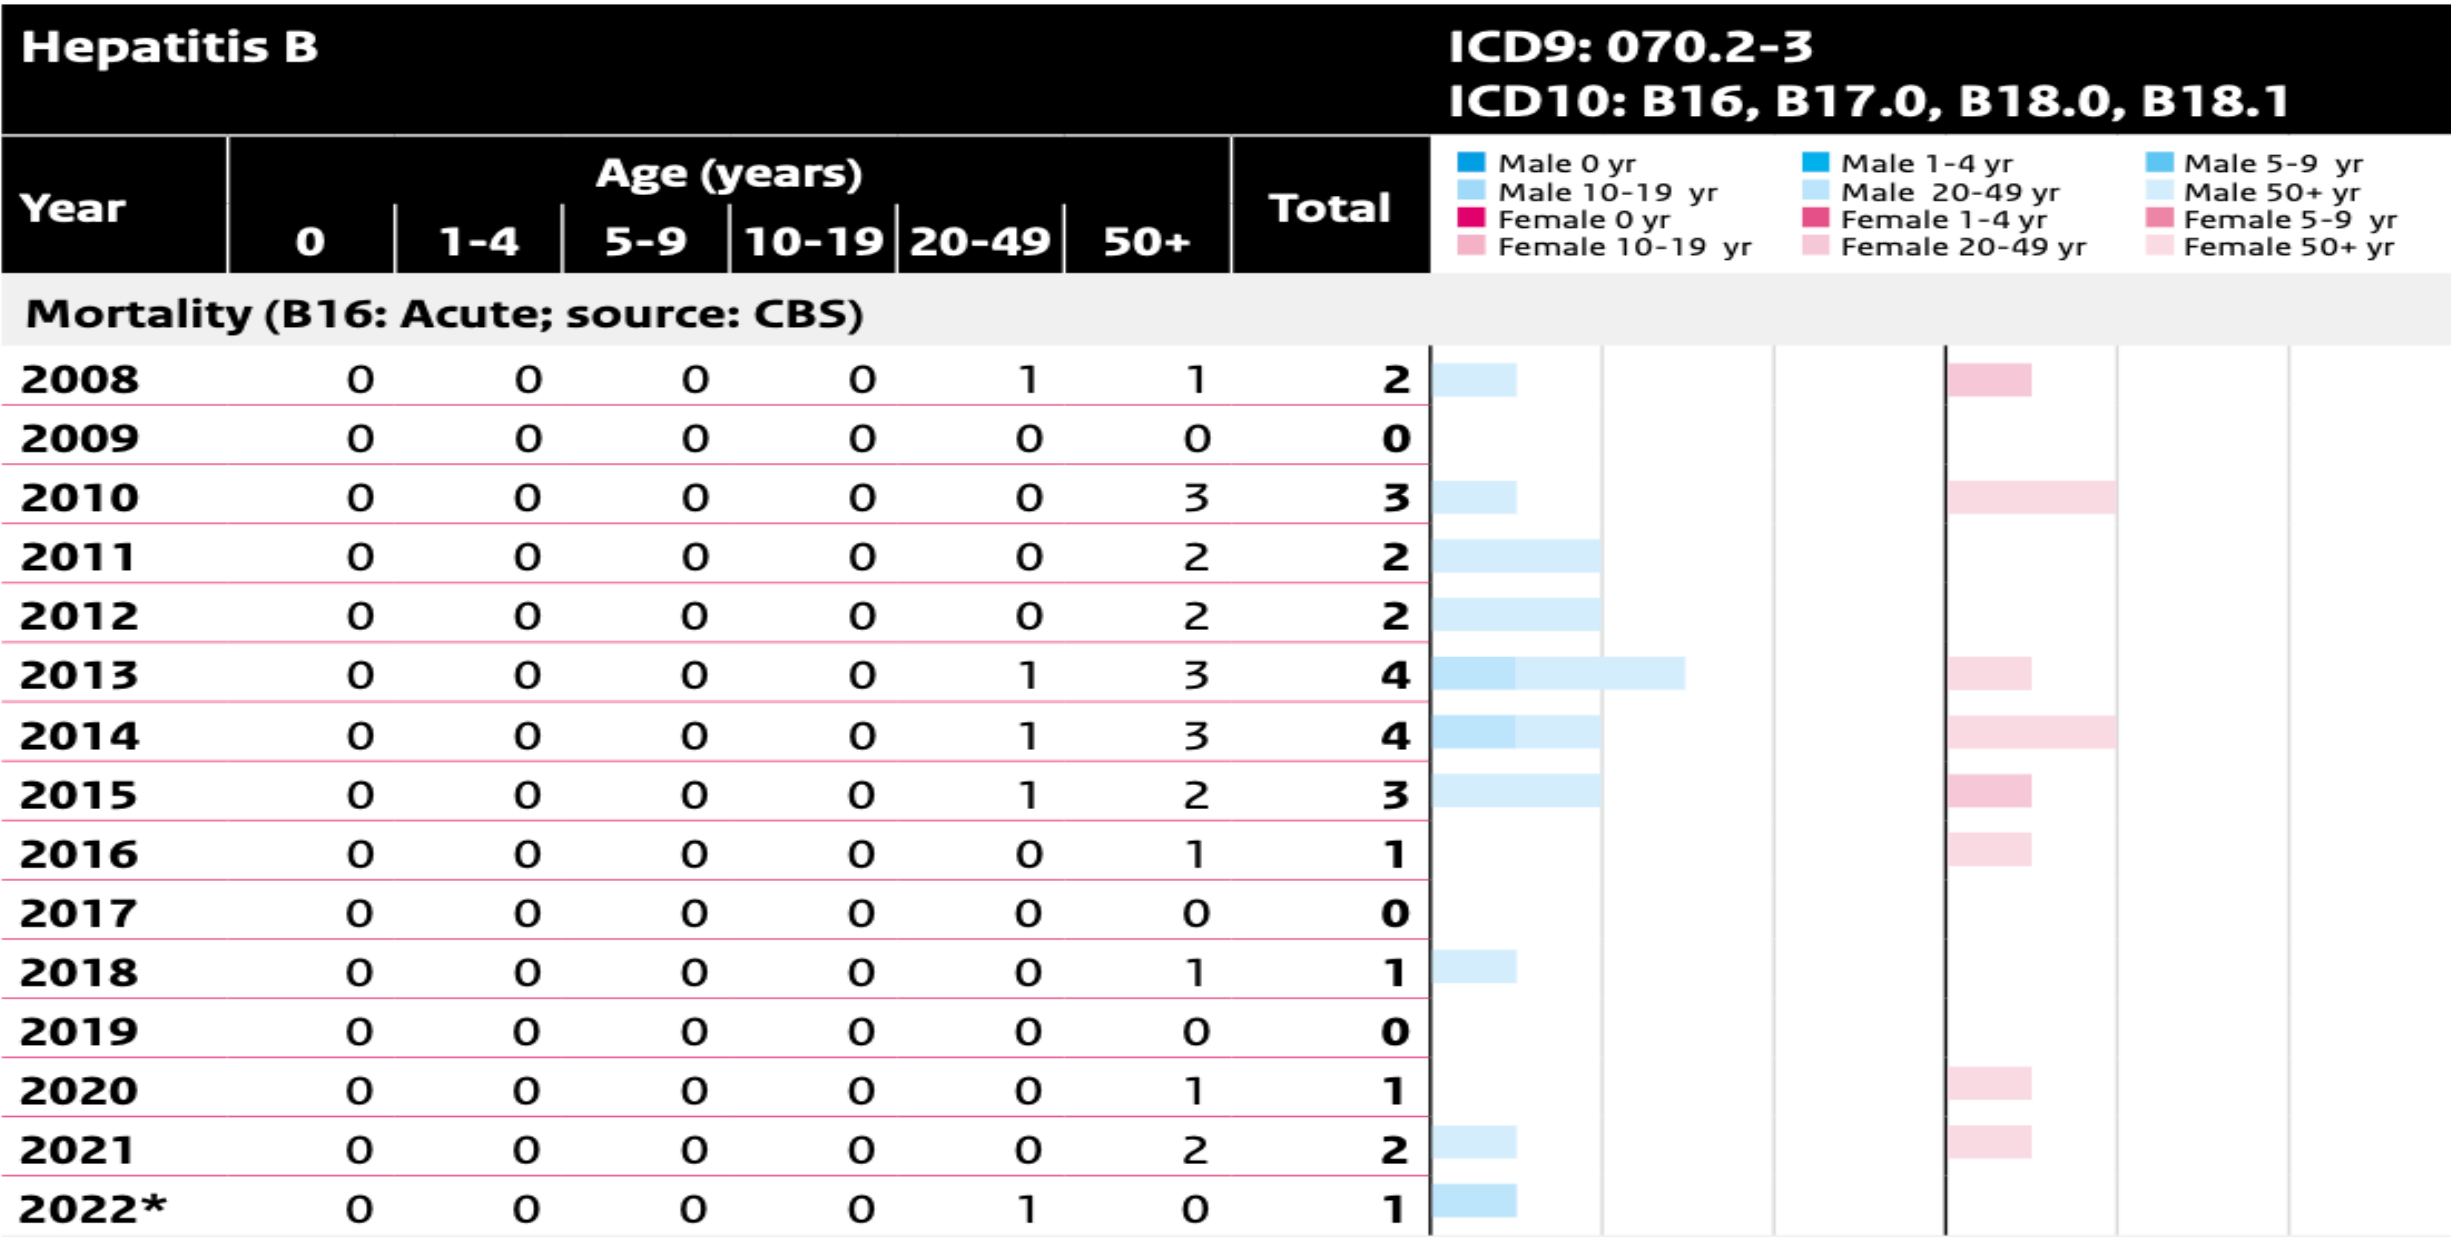 Hepatitis B
ICD9: 070.2-3
ICD10: B16, B17.0, B18.0, B18.1
Year Age (years) Total
0 1-4 5-9 10-19 20-49 50+
Male 0 yr Male 1-4 yr Male 5-9 yr
Male 10-19 yr Male 20-49 yr Male 50+ yr
Female 0 yr Female 1-4 yr Female 5-9 yr
Female 10-19 yr Female 20-49 yr Female 50+ yr
Mortality (B16: Acute; source: CBS)
2008 0 0 0 0 1 1 2
2009 0 0 0 0 0 0 0
2010 0 0 0 0 0 3 3
2011 0 0 0 0 0 2 2
2012 0 0 0 0 0 2 2
2013 0 0 0 0 1 3 4
2014 0 0 0 0 1 3 4
2015 0 0 0 0 1 2 3
2016 0 0 0 0 0 1 1
2017 0 0 0 0 0 0 0
2018 0 0 0 0 0 1 1
2019 0 0 0 0 0 0 0
2020 0 0 0 0 0 1 1
2021 0 0 0 0 0 2 2
2022* 0 0 0 0 1 0 1